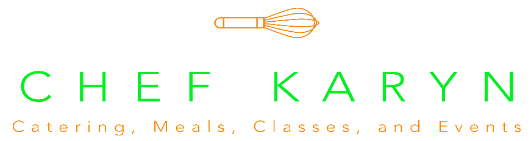 CHEF KARYN
Catering, Meals, Classes, and Events